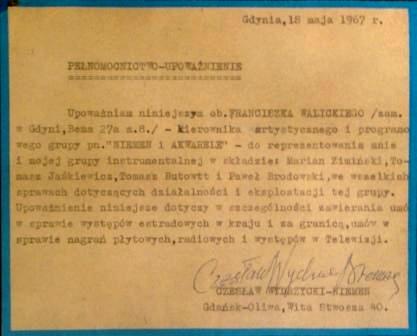 Gdynia,18 maja 1967 r.
PEŁNOMOCNICTWO-UPOWAŻNIENIE
Upoważniam niniejszym ob.FRANCISZKA WALICKIEGO /zam.
w Gdyni,Bema 27a m.8./ - kierownika artystycznego i programo
wego grupy pn."NIEMEN i AKWARELE" - do reprezentowania mnie
i mojej grupy instrumentalnej w składzie: Marian Zimiński,To-
masz Jaśkiewicz,Tomasz Butowtt i Paweł Brodowski,we wszelkich
sprawach dotyczących działalności i eksploatacji tej grupy.
Upoważnienie niniejsze dotyczy w szczególności zawierania umów
w sprawie występów estradowych w kraju i za granicą,umów w
sprawie nagrań płytowych,radiowych i występów w Telewizji.
Czesław Wydrzycki Niemen
CZESŁAW WYDRZYCKI-NIEMEN
Gdańsk-Oliwa,Wita Stwosza 40.